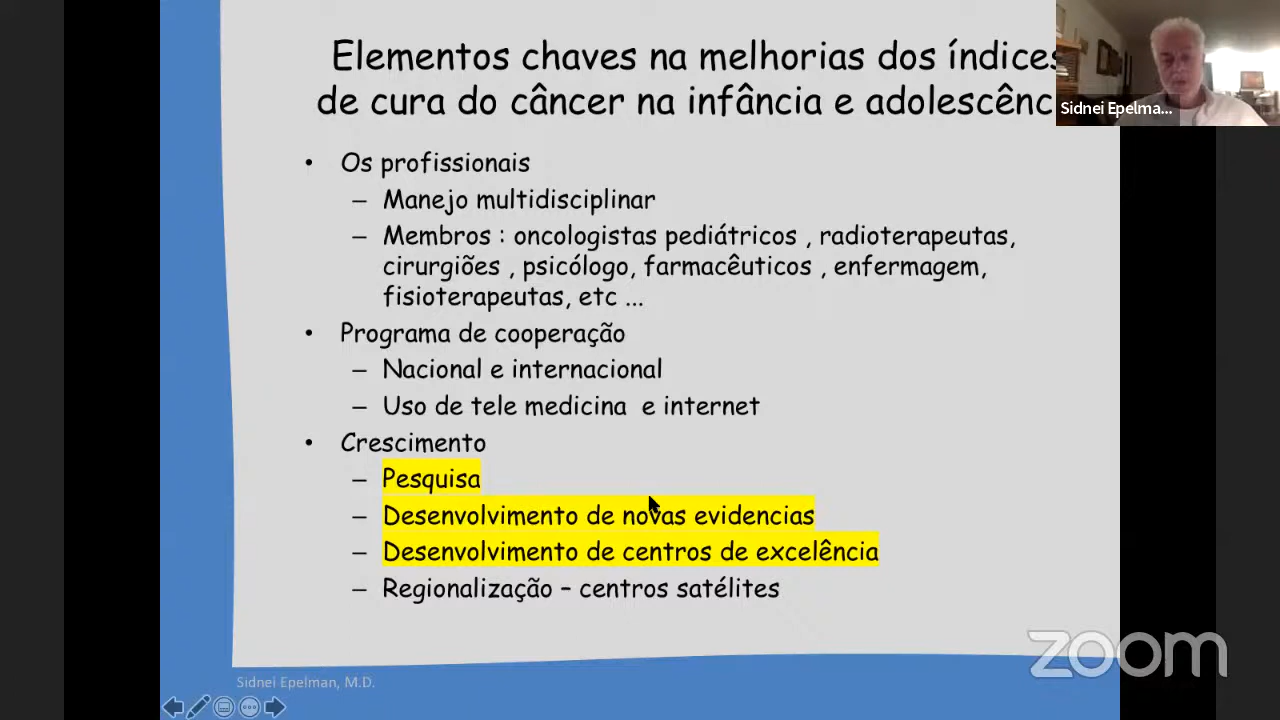 Elementos chaves na melhorias dos índices
de cura do câncer na infância e adolescênc
Sidnei Epelma...
• Os profissionais
– Manejo multidisciplinar
– Membros : oncologistas pediátricos , radioterapeutas,
cirurgiões , psicólogo, farmacêuticos , enfermagem,
fisioterapeutas, etc ...
• Programa de cooperação
– Nacional e internacional
– Uso de tele medicina e internet
• Crescimento
– Pesquisa
– Desenvolvimento de novas evidencias
– Desenvolvimento de centros de excelência
– Regionalização – centros satélites
zoom
Sidnei Epelman, M.D.